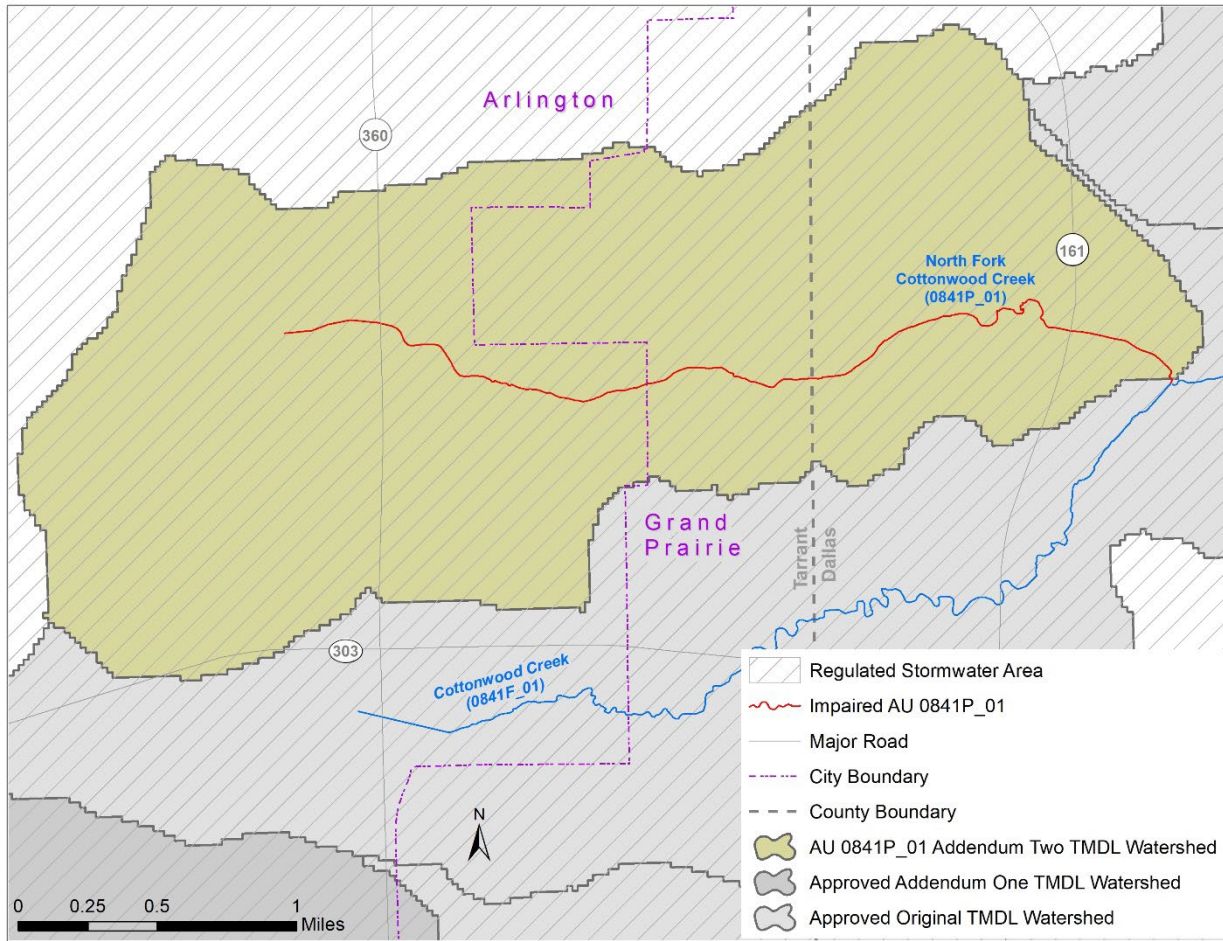 Arlington
360
161
North Fork
Cottonwood Creek
(0841P_01)
Grand
Prairie
Tarrant
Dallas
303
Cottonwood Creek
(0841F_01)
N
0 0.25 0.5 1
Miles
Regulated Stormwater Area
Impaired AU 0841P_01
Major Road
City Boundary
County Boundary
AU 0841P_01 Addendum Two TMDL Watershed
Approved Addendum One TMDL Watershed
Approved Original TMDL Watershed